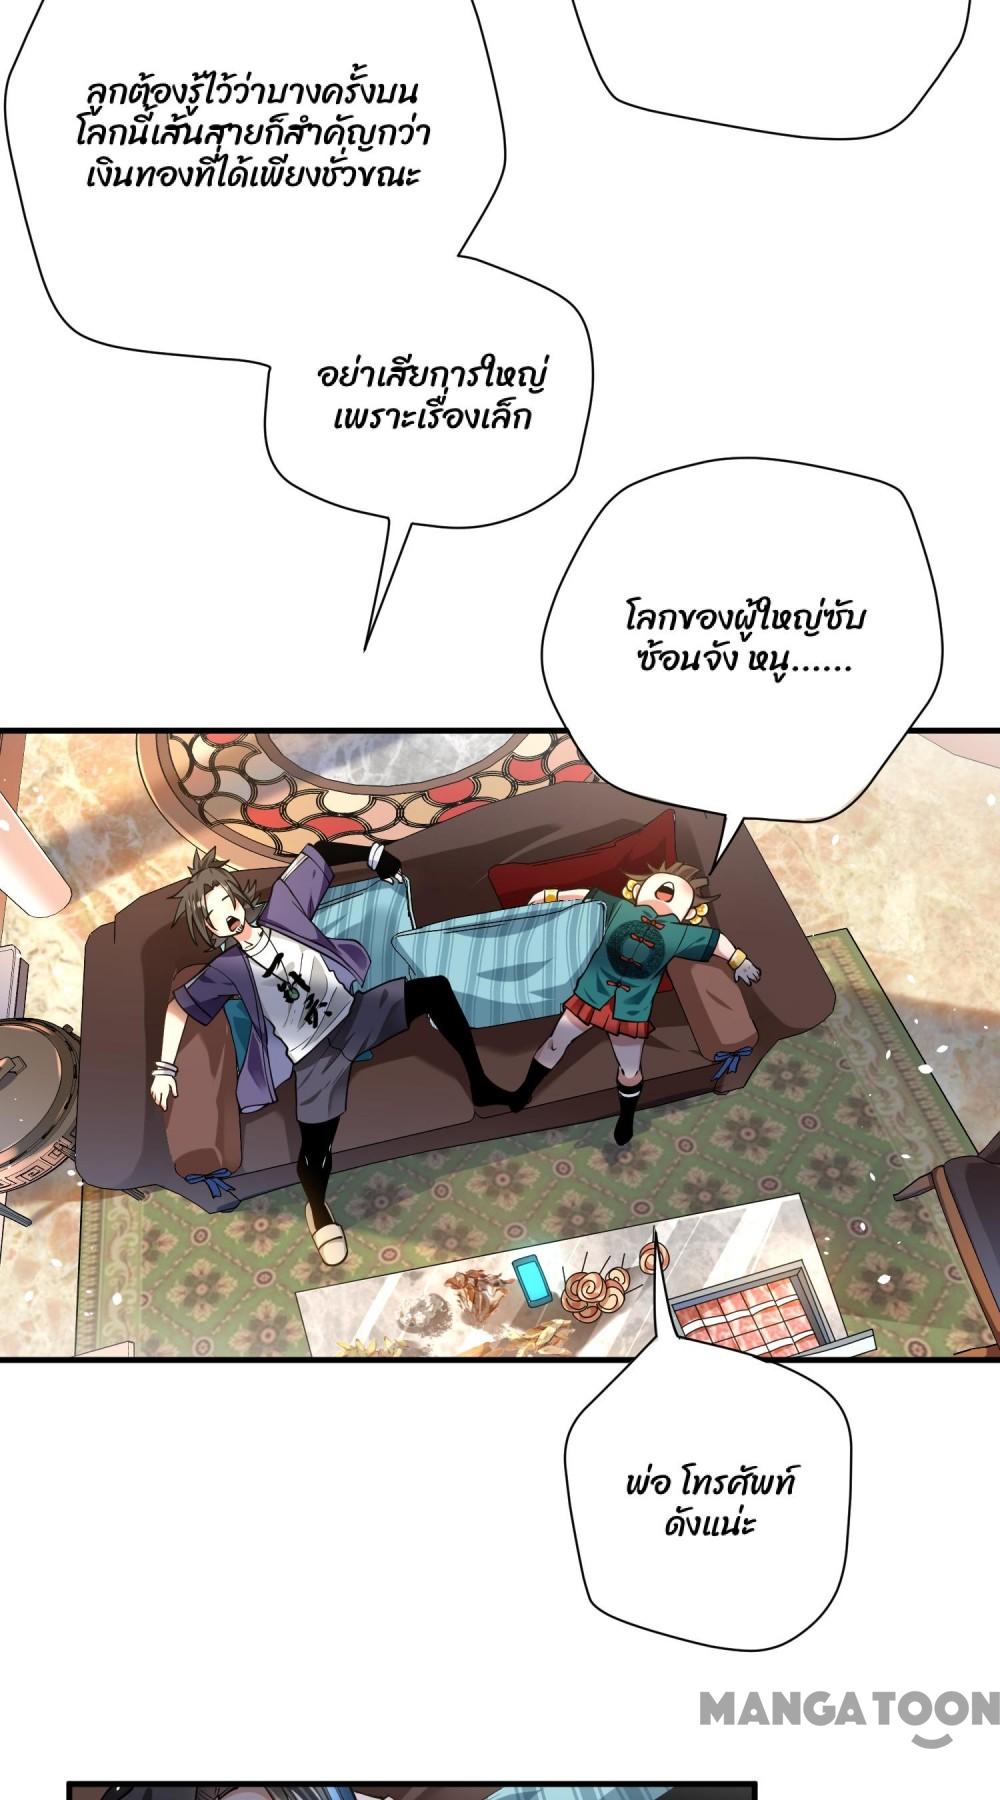 ลูกต้องรู้ไว้ว่าบางครั้งบน
โลกนี้เส้นสายก็สำคัญกว่า
เงินทองที่ได้เพียงชั่วขณะ
อย่าเสียการใหญ่
เพราะเรื่องเล็ก
โลกของผู้ใหญ่ซับ
ซ้อนจัง หนู......
พ่อ โทรศัพท์
ดังแน่ะ
MANGATOON